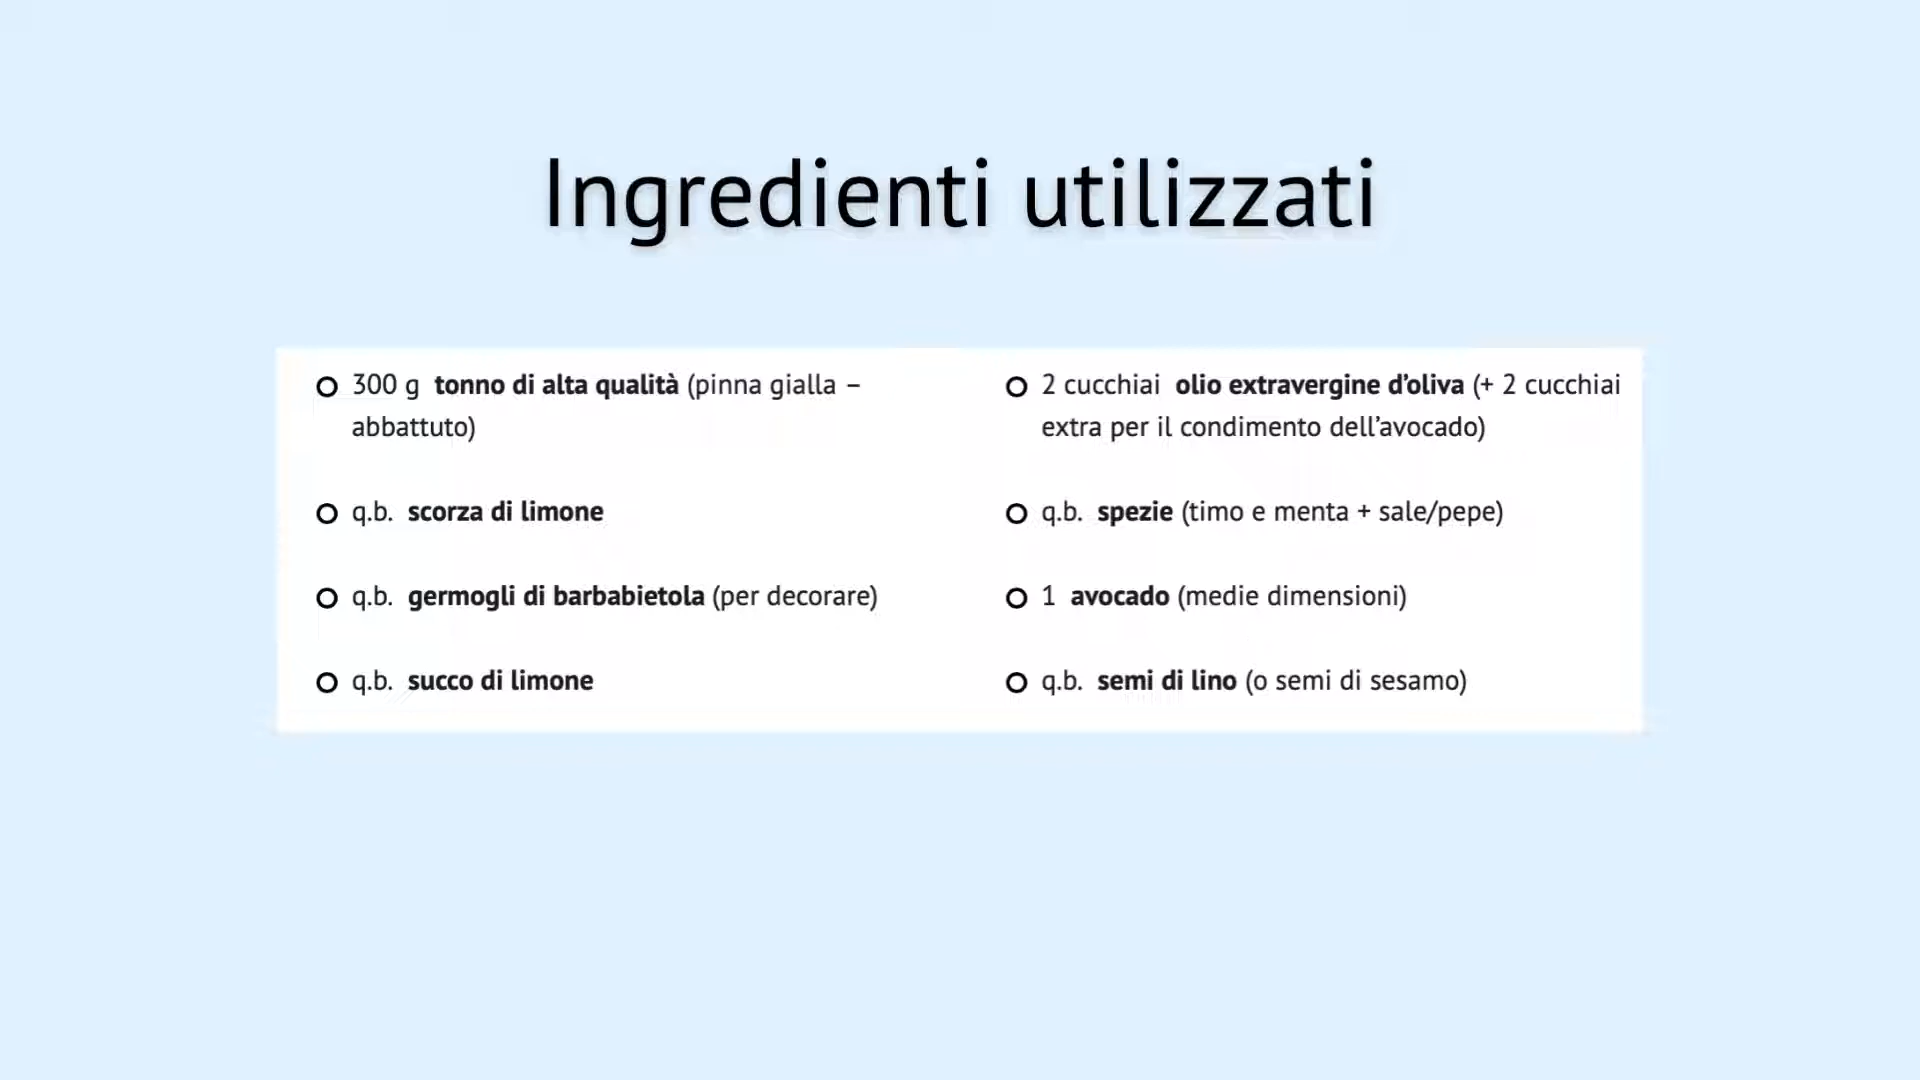 Ingredienti utilizzati
300 g tonno di alta qualità (pinna gialla –
abbattuto)
q.b. scorza di limone
q.b. germogli di barbabietola (per decorare)
q.b. succo di limone
2 cucchiai olio extravergine d’oliva (+ 2 cucchiai
extra per il condimento dell’avocado)
q.b. spezie (timo e menta + sale/pepe)
1 avocado (medie dimensioni)
q.b. semi di lino (o semi di sesamo)